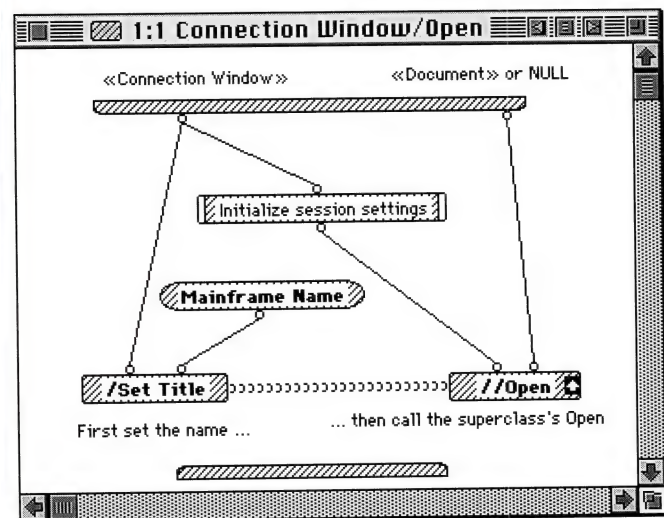 1:1 Connection Window/Open
«Connection Window» «Document» or NULL
Initialize session settings
Mainframe Name
/Set Title //Open
First set the name ... ... then call the superclass's Open